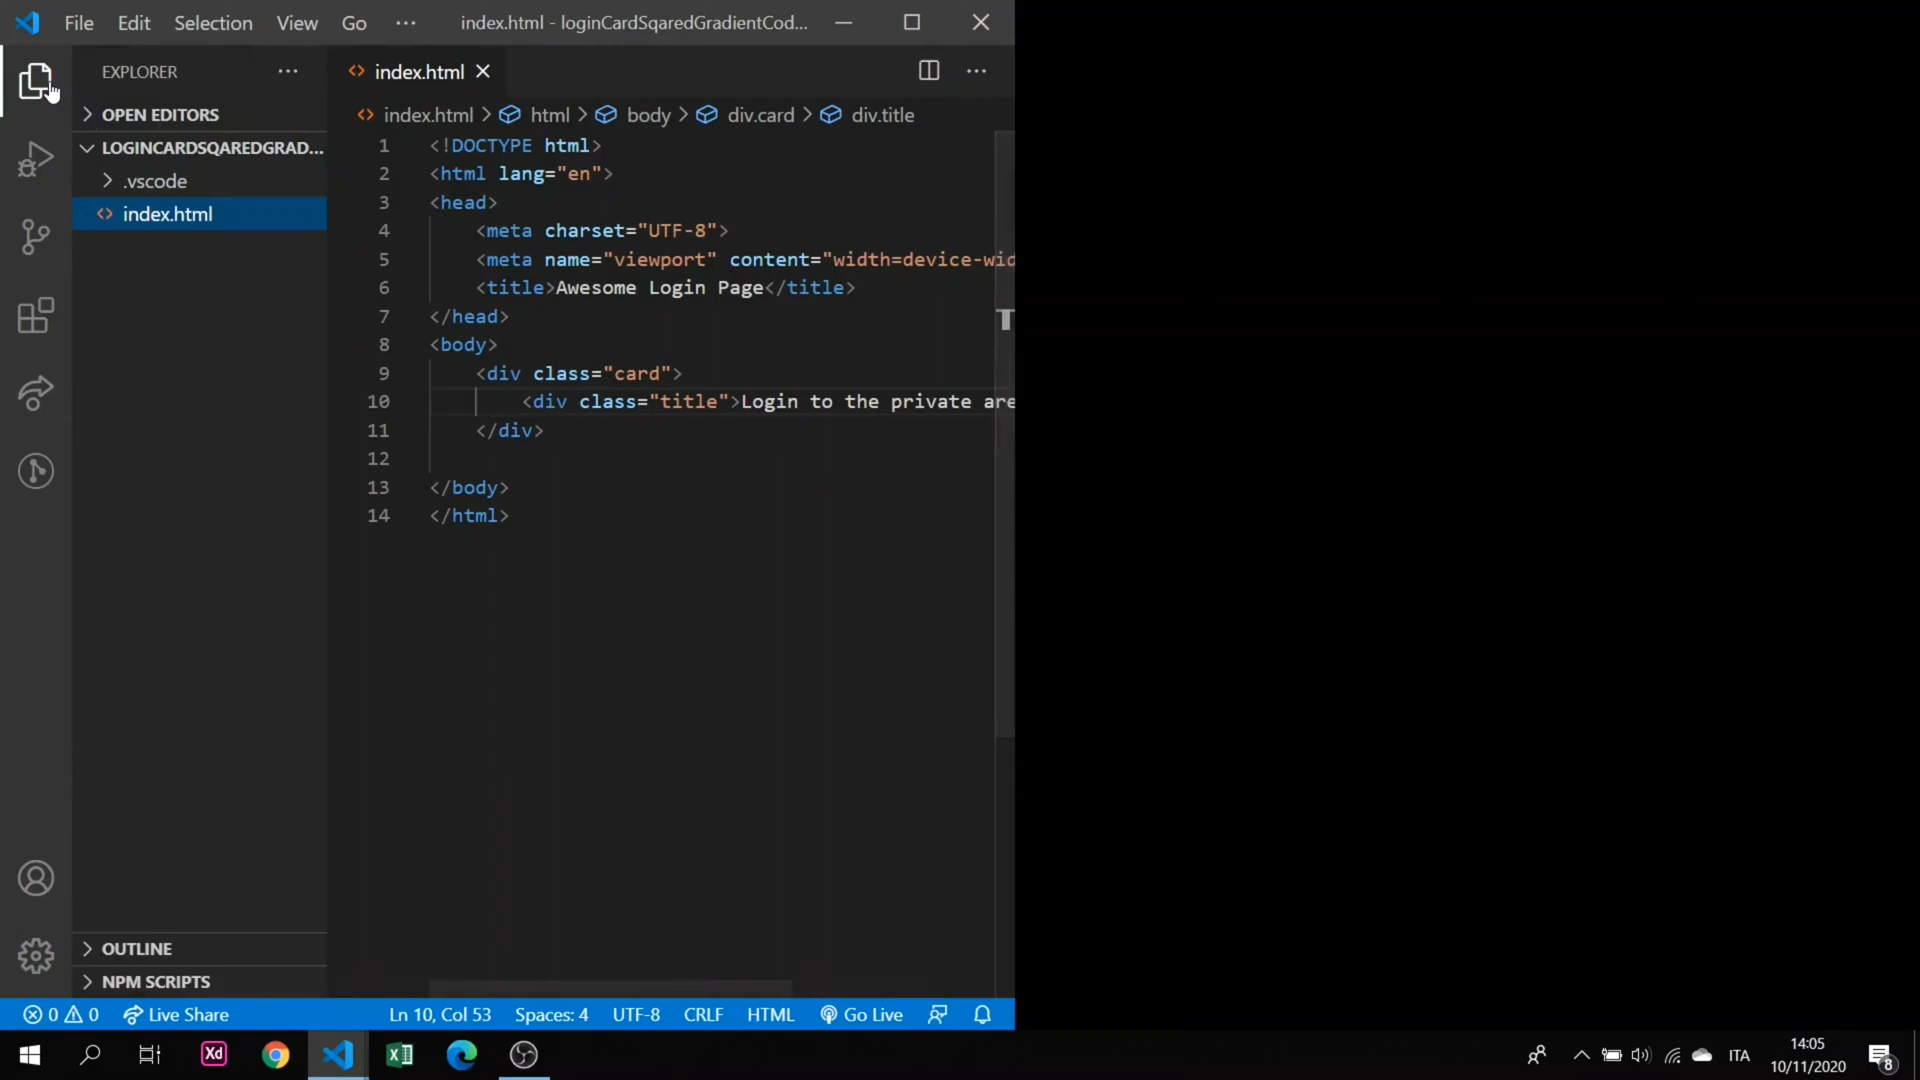 File Edit Selection View Go ··· index.html - loginCardSqaredGradientCod...
EXPLORER ···
OPEN EDITORS
LOGINCARDSQAREDGRAD...
.vscode
<> index.html
OUTLINE
NPM SCRIPTS
<> index.html
<> index.html > html > body > div.card > div.title
1 <!DOCTYPE html>
2 <html lang="en">
3 <head>
4 <meta charset="UTF-8">
5 <meta name="viewport" content="width=device-wid
6 <title>Awesome Login Page</title>
7 </head>
8 <body>
9 <div class="card">
10 <div class="title">Login to the private are
11 </div>
12
13 </body>
14 </html>
0 0 Live Share Ln 10, Col 53 Spaces: 4 UTF-8 CRLF HTML Go Live
Xd
ITA
14:05
10/11/2020
8